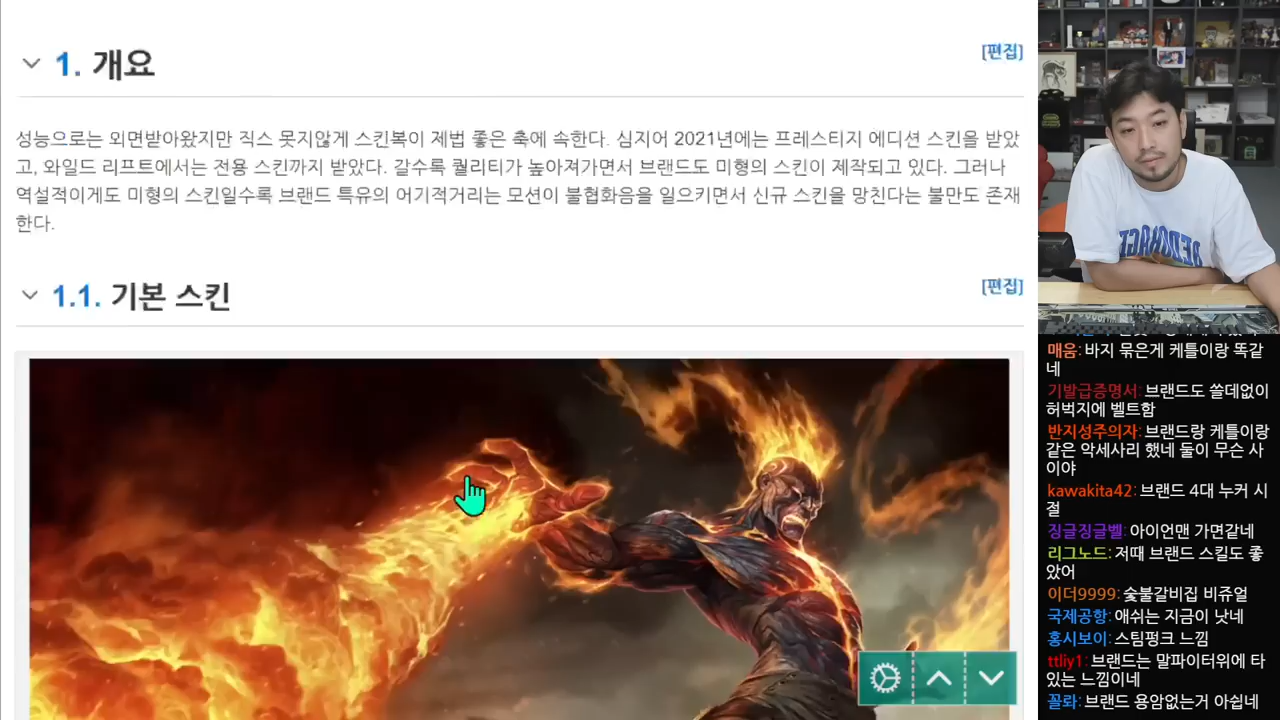 1. 개요
[편집]
성능으로는 외면받아왔지만 직스 못지않게 스킨복이 제법 좋은 축에 속한다. 심지어 2021년에는 프레스티지 에디션 스킨을 받았
고, 와일드 리프트에서는 전용 스킨까지 받았다. 갈수록 퀄리티가 높아져가면서 브랜드도 미형의 스킨이 제작되고 있다. 그러나
역설적이게도 미형의 스킨일수록 브랜드 특유의 어기적거리는 모션이 불협화음을 일으키면서 신규 스킨을 망친다는 불만도 존재
한다.
1.1. 기본 스킨
[편집]
매움: 바지 묶은게 케틀이랑 똑같
네
기발급증명서: 브랜드도 쓸데없이
허벅지에 벨트함
반지성주의자: 브랜드랑 케틀이랑
같은 악세사리 했네 둘이 무슨 사
이야
kawakita42: 브랜드 4대 누커 시
절
징글징글벨: 아이언맨 가면같네
리그노드: 저때 브랜드 스킬도 좋
았어
이더9999: 숯불갈비집 비쥬얼
국제공항: 애쉬는 지금이 낫네
홍시보이: 스팀펑크 느낌
ttliy1: 브랜드는 말파이터위에 타
있는 느낌이네
꼴롸: 브랜드 용암없는거 아쉽네